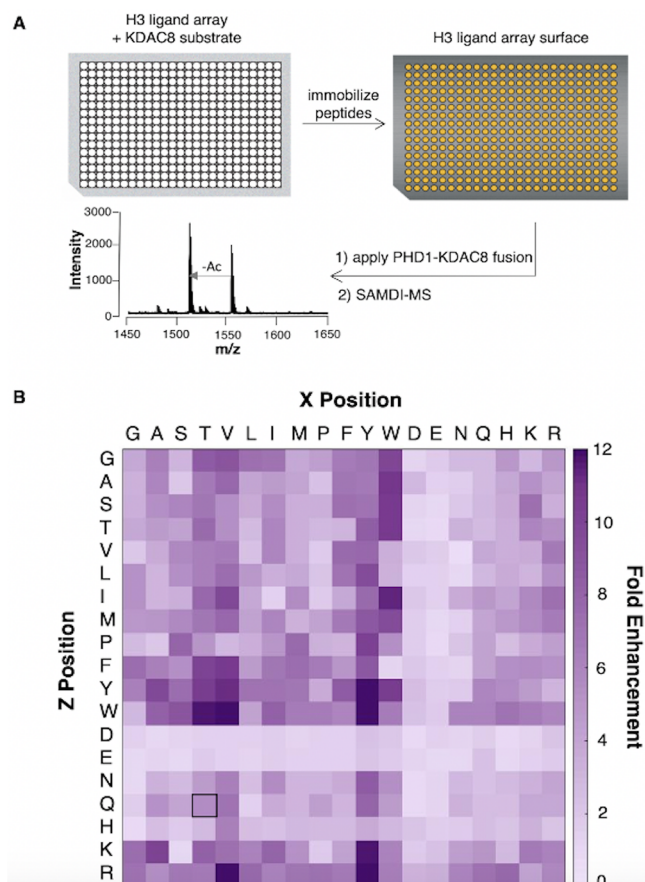 A
H3 ligand array
+ KDAC8 substrate
H3 ligand array surface
immobilize
peptides
3000
2000
1000
0
Intensity
-Ac
1450 1500 1550 1600 1650
m/z
1) apply PHD1-KDAC8 fusion
2) SAMDI-MS
B
X Position
G A S T V L I M P F Y W D E N Q H K R
Z Position
G
A
S
T
V
L
I
M
P
F
Y
W
D
E
N
Q
H
K
R
12
10
8
6
4
2
0
Fold Enhancement